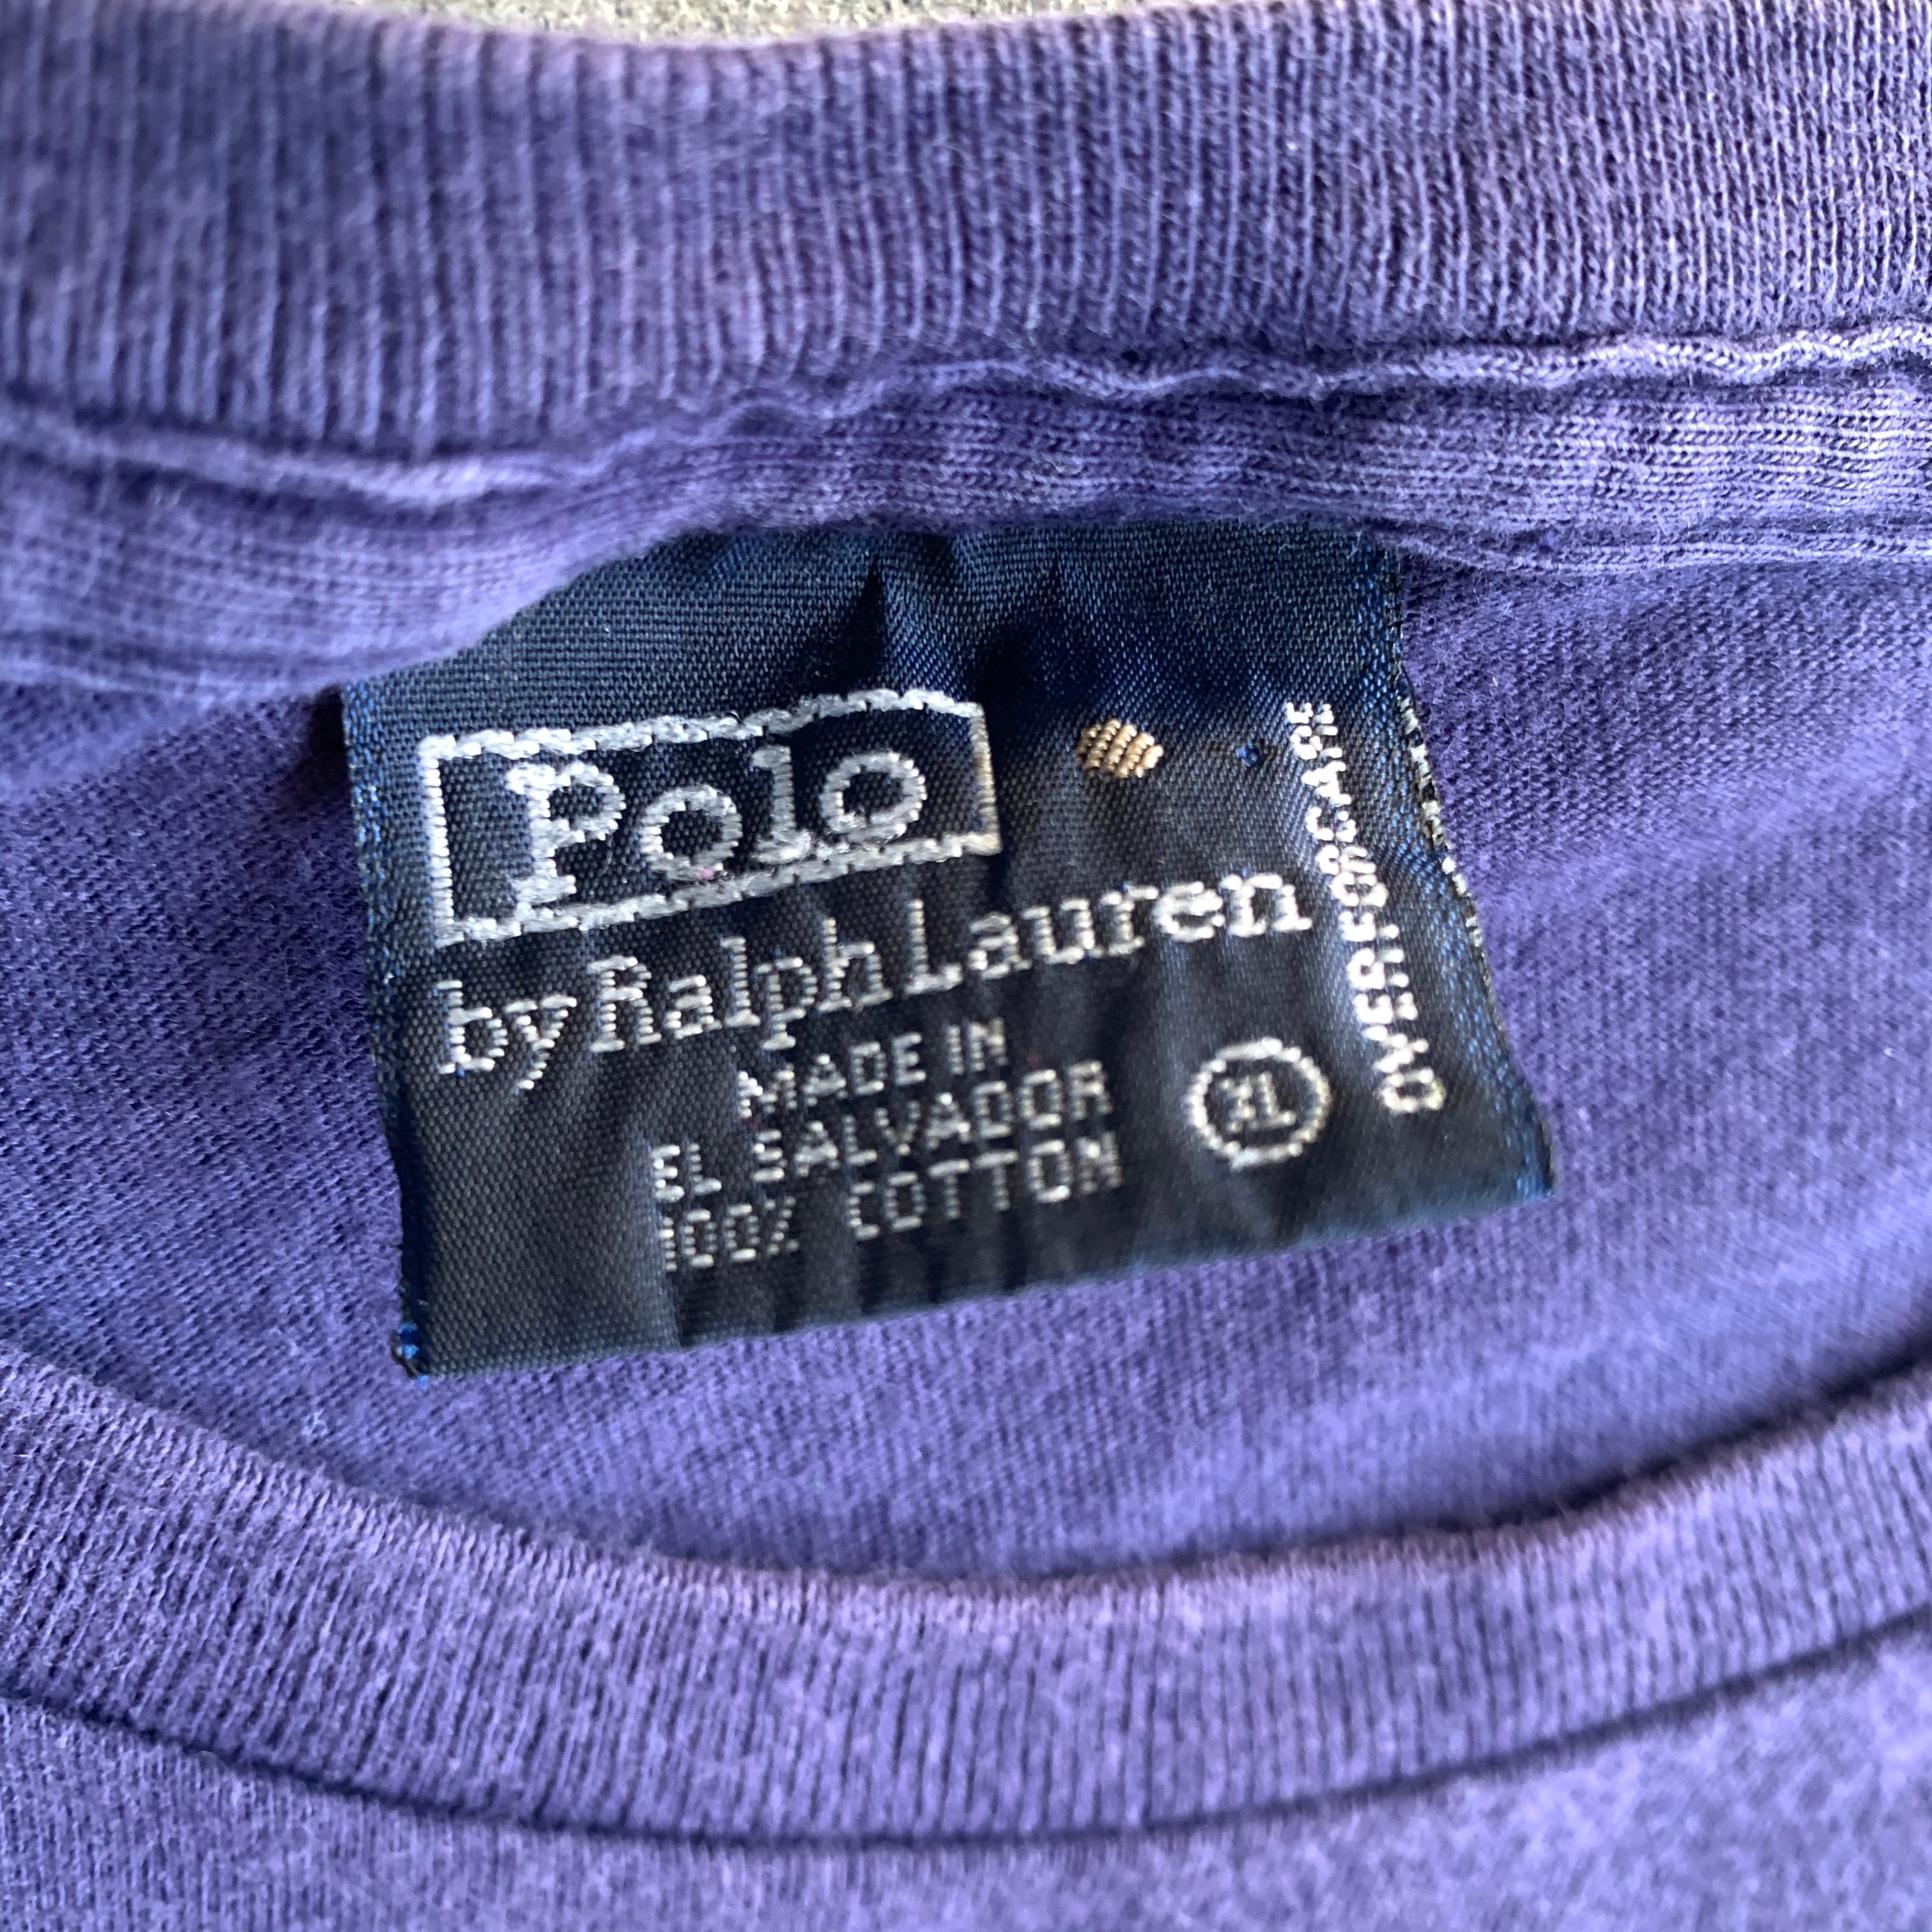 Polo
by Ralph Lauren
MADE IN
EL SALVADOR
100% COTTON
XL
OVER FOR CARE